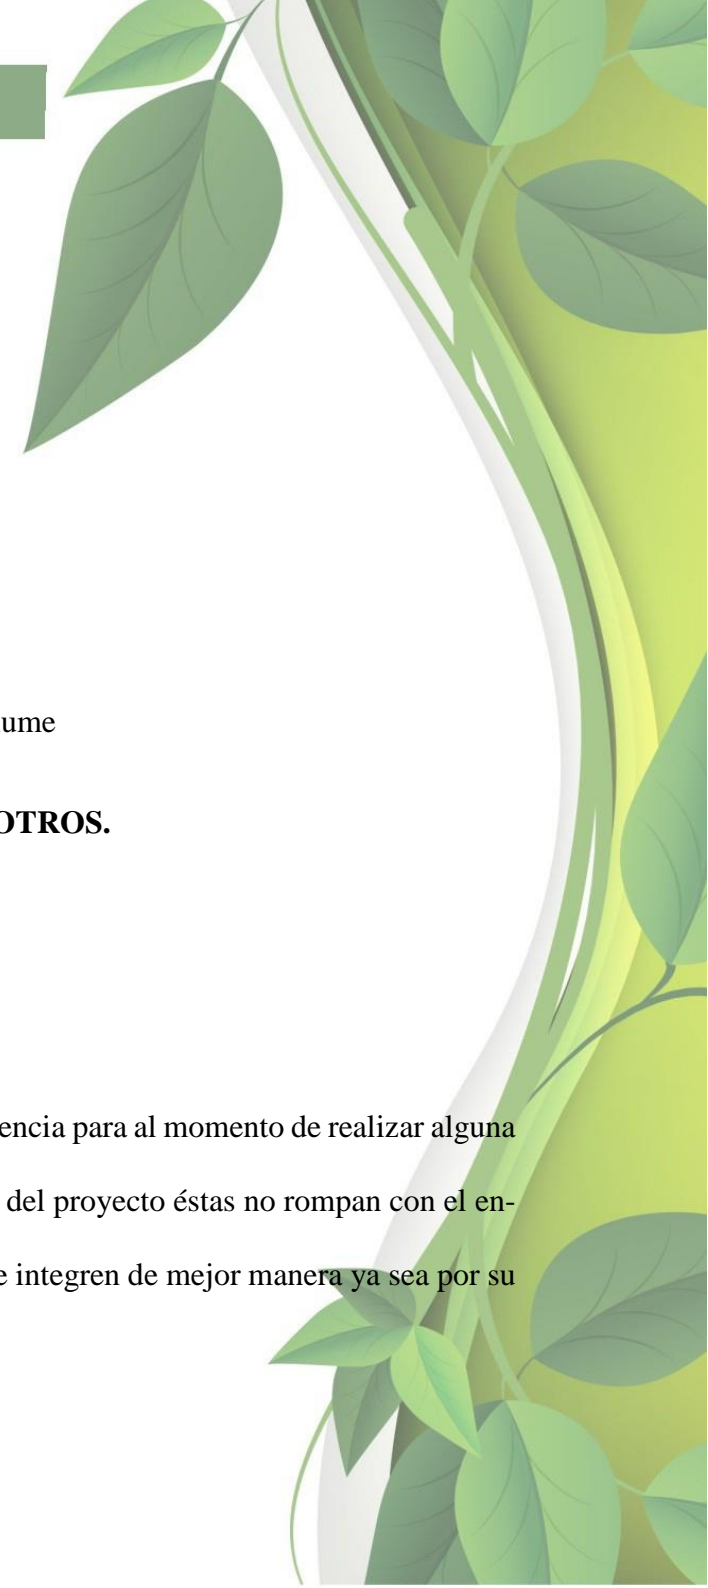 ume
OTROS.
encia para al momento de realizar alguna
del proyecto éstas no rompan con el en-
e integren de mejor manera ya sea por su